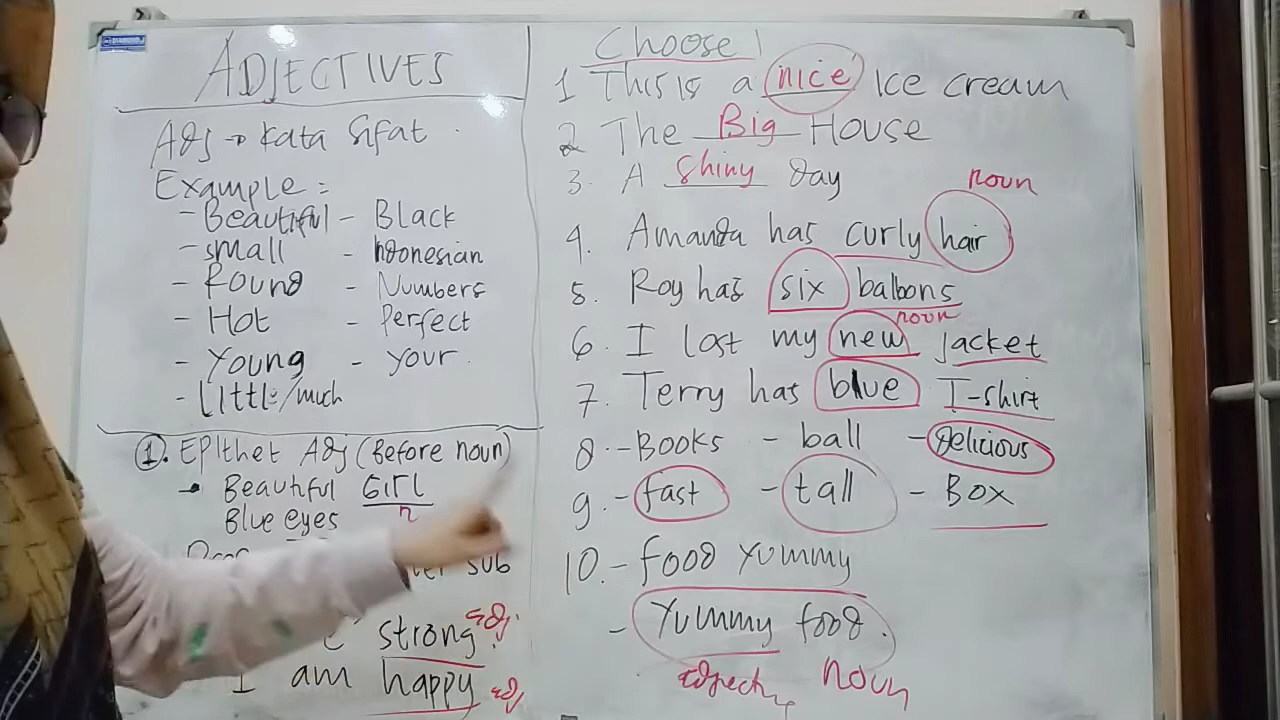 ADJECTIVES
Adj → kata sifat
Example =
- Beautiful - Black
- small - Indonesian
- Round - Numbers
- Hot - Perfect
- Young - your
- Little/much
1. Epithet Adj (Before noun)
Beautiful Girl
n
Blue eyes
sub
strong adj.
I am happy adj
Choose!
1 This is a nice Ice cream
2 The Big House
3. A Shiny day
noun
4. Amanda has curly hair
5. Roy has six balloons
noun
6. I lost my new jacket
7. Terry has blue T-shirt
8. - Books - ball - delicious
9. - fast - tall - Box
10. - food yummy
- yummy food.
noun